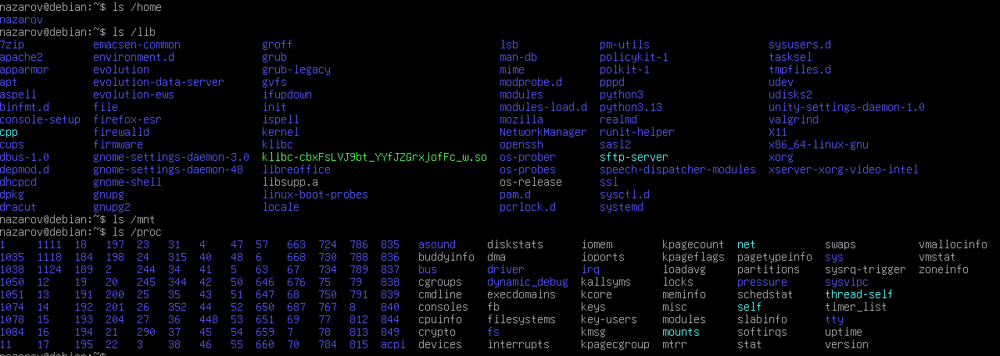 nazarov@debian:~$ ls /home
nazarov
nazarov@debian:~$ ls /lib
7zip emacsen-common groff lsb pm-utils sysusers.d
apache2 environment.d grub man-db policykit-1 tasksel
apparmor evolution grub-legacy mime polkit-1 tmpfiles.d
apt evolution-data-server gvfs modprobe.d pppd udev
aspell evolution-ews ifupdown modules python3 udisks2
binfmt.d file init modules-load.d python3.13 unity-settings-daemon-1.0
console-setup firefox-esr ispell mozilla realmd valgrind
cpp firewalld kernel NetworkManager runit-helper X11
cups firmware klibc openssh sasl2 x86_64-linux-gnu
dbus-1.0 gnome-settings-daemon-3.0 klibc-cbxFsLVJ9bt_YYfJZGrxjofFc_w.so os-prober sftp-server xorg
depmod.d gnome-settings-daemon-48 libreoffice os-probes speech-dispatcher-modules xserver-xorg-video-intel
dhcpcd gnome-shell libsupp.a os-release ssl
dpkg gnupg linux-boot-probes pam.d sysctl.d
dracut gnupg2 locale pcrlock.d systemd
nazarov@debian:~$ ls /mnt
nazarov@debian:~$ ls /proc
1 1111 18 197 23 31 4 47 57 663 724 786 835 asound diskstats iomem kpagecount net swaps vmallocinfo
1035 1118 184 198 24 315 40 48 6 668 730 788 836 buddyinfo dma ioports kpageflags pagetypeinfo sys vmstat
1038 1124 189 2 244 34 41 5 63 67 734 789 837 bus driver irq loadavg partitions sysrq-trigger zoneinfo
1050 12 19 20 245 344 42 50 646 676 75 79 838 cgroups dynamic_debug kallsyms locks pressure sysvipc
1051 13 191 200 25 35 43 51 647 68 750 791 839 cmdline execdomains kcore meminfo schedstat thread-self
1074 14 192 201 26 352 44 52 650 687 767 8 840 consoles fb keys misc self timer_list
1078 15 193 204 27 36 448 53 651 69 77 812 844 cpuinfo filesystems key-users modules slabinfo tty
1084 16 194 21 290 37 45 54 659 7 78 813 849 crypto fs kmsg mounts softirqs uptime
11 17 195 22 3 38 46 55 660 70 784 815 acpi devices interrupts kpagecgroup mtrr stat version
nazarov@debian:~$